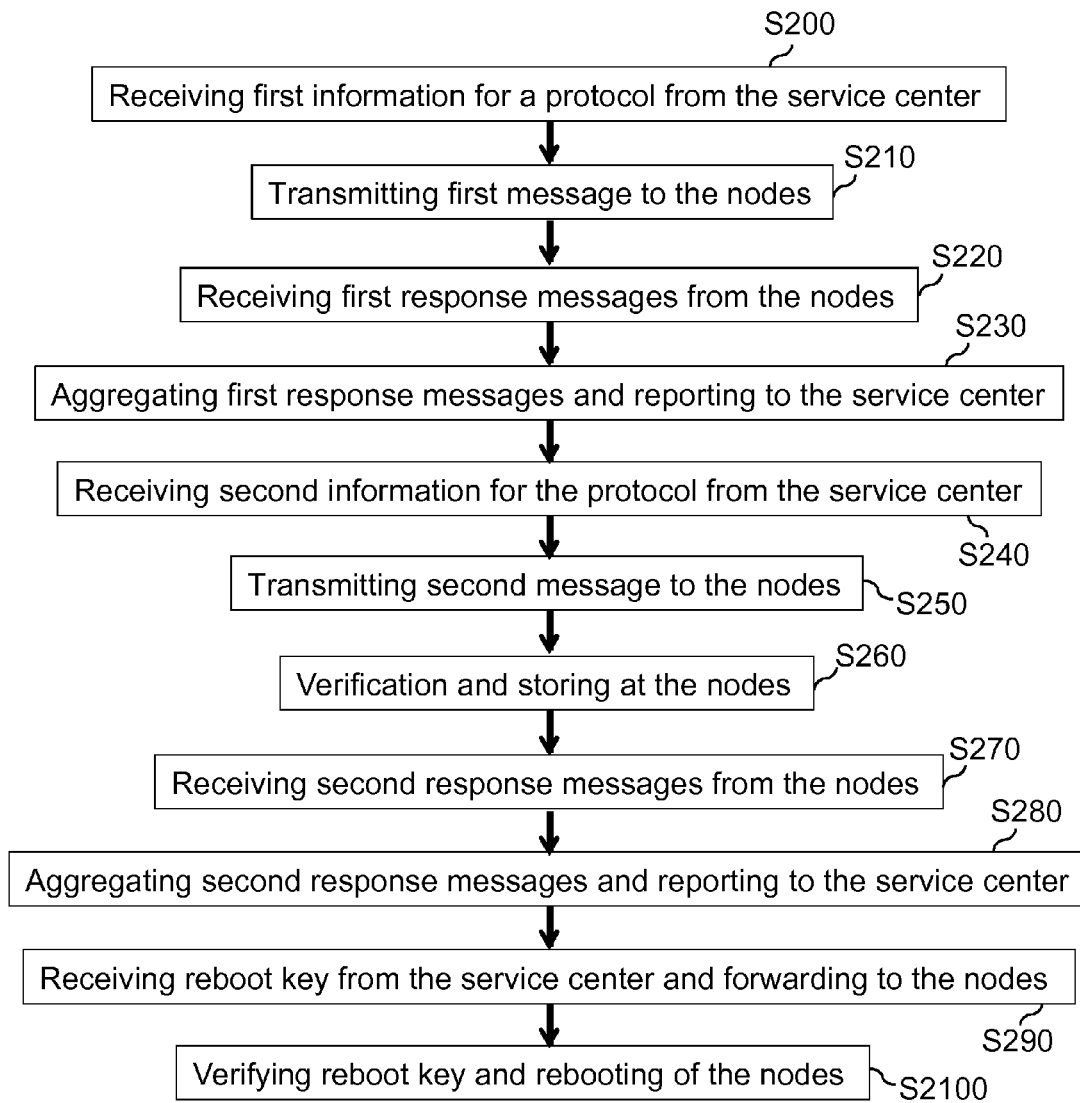 S200
Receiving first information for a protocol from the service center
S210
Transmitting first message to the nodes
S220
Receiving first response messages from the nodes
S230
Aggregating first response messages and reporting to the service center
Receiving second information for the protocol from the service center
S240
Transmitting second message to the nodes
S250
S260
Verification and storing at the nodes
S270
Receiving second response messages from the nodes
S280
Aggregating second response messages and reporting to the service center
Receiving reboot key from the service center and forwarding to the nodes
S290
Verifying reboot key and rebooting of the nodes
S2100